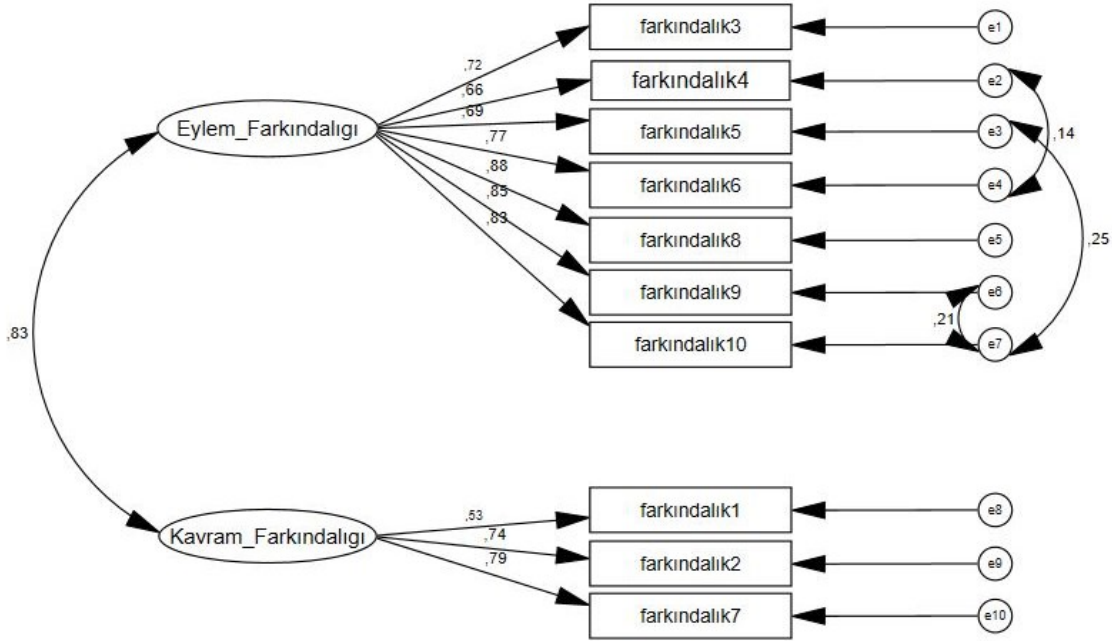 farkındalık3
e1
,72
farkındalık4
e2
,66
,69
Eylem_Farkındalıgı
farkındalık5
e3
,14
,77
farkındalık6
e4
,88
,85
,83
farkındalık8
e5
,25
farkındalık9
e6
,21
,83
farkındalık10
e7
farkındalık1
e8
,53
,74
Kavram_Farkındalıgı
,79
farkındalık2
e9
farkındalık7
e10